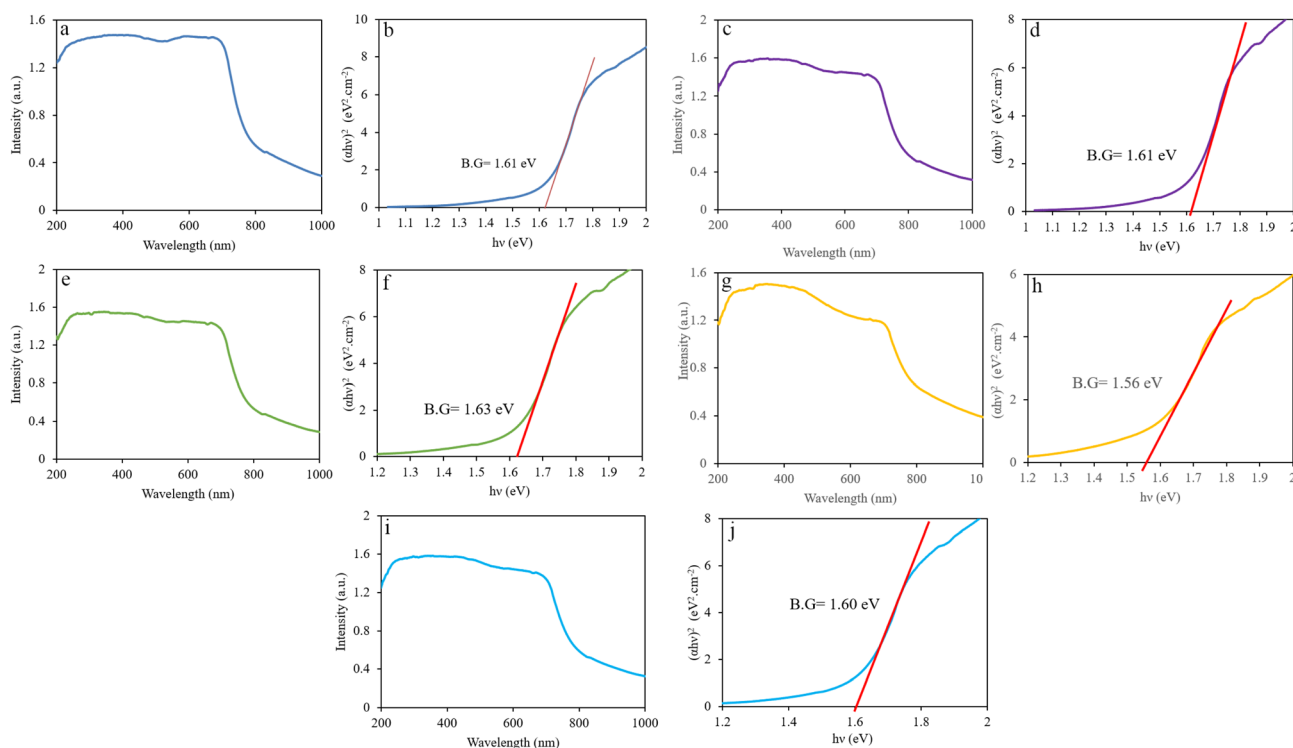 a
1.6
1.2
0.8
0.4
0
200 400 600 800 1000
Wavelength (nm)
Intensity (a.u.)
b
10
8
6
4
2
0
1 1.1 1.2 1.3 1.4 1.5 1.6 1.7 1.8 1.9 2
hν (eV)
(αhν)² (eV².cm⁻²)
B.G= 1.61 eV
c
2
1.6
1.2
0.8
0.4
0
200 400 600 800 1000
Wavelength (nm)
Intensity (a.u.)
d
8
6
4
2
0
1 1.1 1.2 1.3 1.4 1.5 1.6 1.7 1.8 1.9 2
hν (eV)
(αhν)² (eV².cm⁻²)
B.G= 1.61 eV
e
2
1.6
1.2
0.8
0.4
0
200 400 600 800 1000
Wavelength (nm)
Intensity (a.u.)
f
8
6
4
2
0
1.2 1.3 1.4 1.5 1.6 1.7 1.8 1.9 2
hν (eV)
(αhν)² (eV².cm⁻²)
B.G= 1.63 eV
g
1.6
1.2
0.8
0.4
0
200 400 600 800 10
Wavelength (nm)
Intensity (a.u.)
h
6
4
2
0
1.2 1.3 1.4 1.5 1.6 1.7 1.8 1.9 2
hν (eV)
(αhν)² (eV².cm⁻²)
B.G= 1.56 eV
i
2
1.6
1.2
0.8
0.4
0
200 400 600 800 1000
Wavelength (nm)
Intensity (a.u.)
j
8
6
4
2
0
1.2 1.4 1.6 1.8 2
hν (eV)
(αhν)² (eV².cm⁻²)
B.G= 1.60 eV